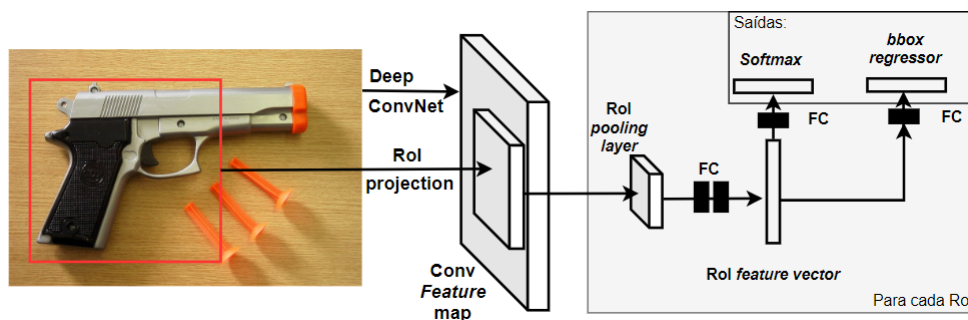 Deep
ConvNet
RoI
projection
Conv
Feature
map
RoI
pooling
layer
FC
RoI feature vector
Saídas:
Softmax
bbox
regressor
FC
FC
Para cada Ro